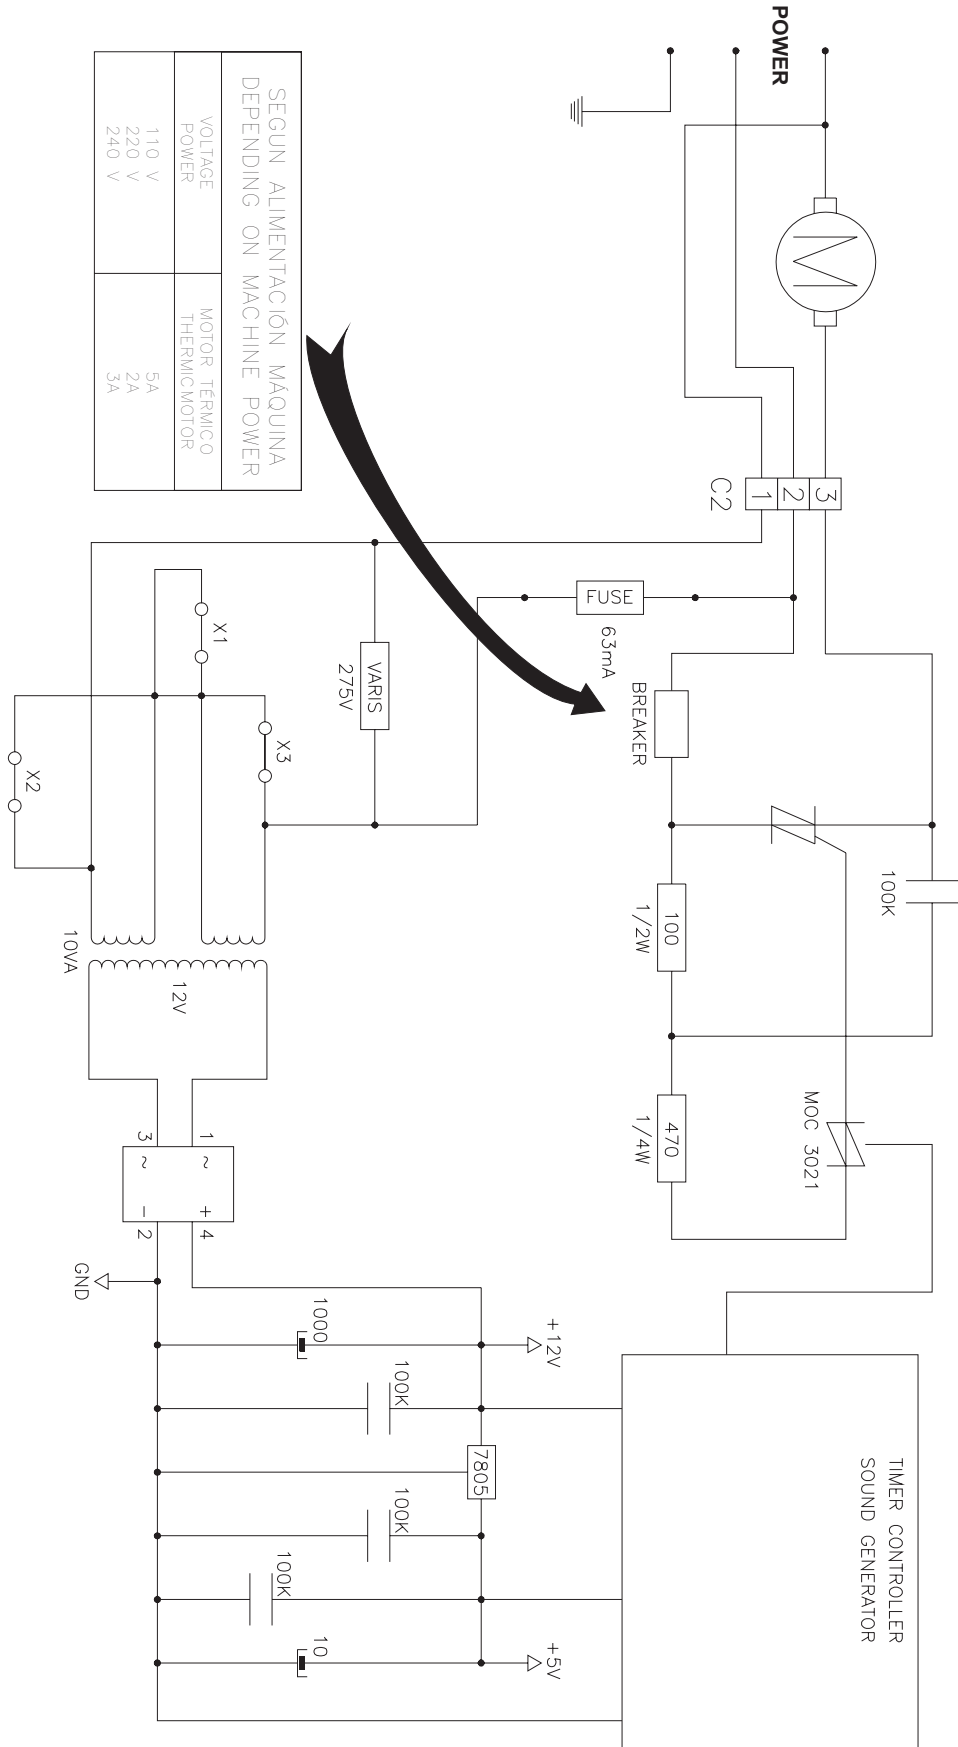 POWER
M
3
2
1
C2
FUSE
63mA
BREAKER
100K
100
1/2W
470
1/4W
MOC 3021
TIMER CONTROLLER
SOUND GENERATOR
SEGUN ALIMENTACIÓN MÁQUINA
DEPENDING ON MACHINE POWER
VOLTAGE
POWER
MOTOR TÉRMICO
THERMICMOTOR
110 V
5A
220 V
2A
240 V
3A
VARIS
275V
X1
X3
X2
10VA
12V
1
~
+
4
3
~
−
2
GND
1000
+12V
100K
7805
100K
100K
10
+5V